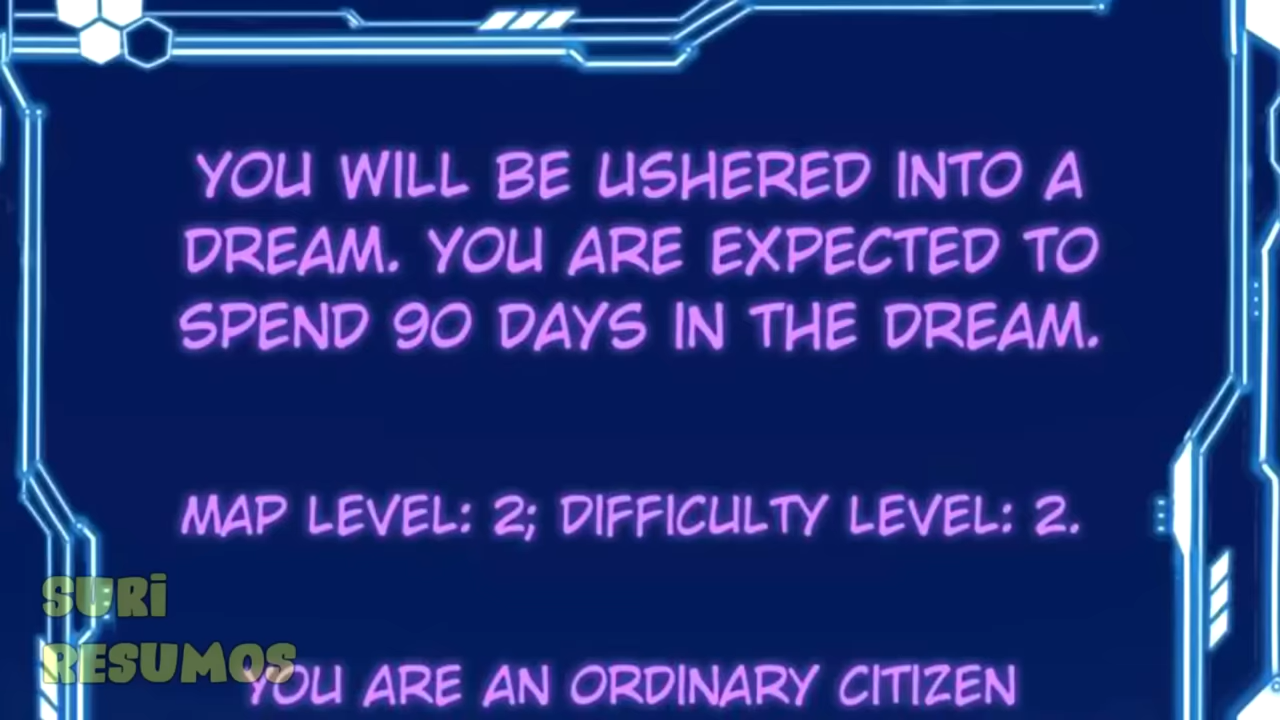 YOU WILL BE USHERED INTO A
DREAM. YOU ARE EXPECTED TO
SPEND 90 DAYS IN THE DREAM.
MAP LEVEL: 2; DIFFICULTY LEVEL: 2.
SURi
RESUMOS
YOU ARE AN ORDINARY CITIZEN